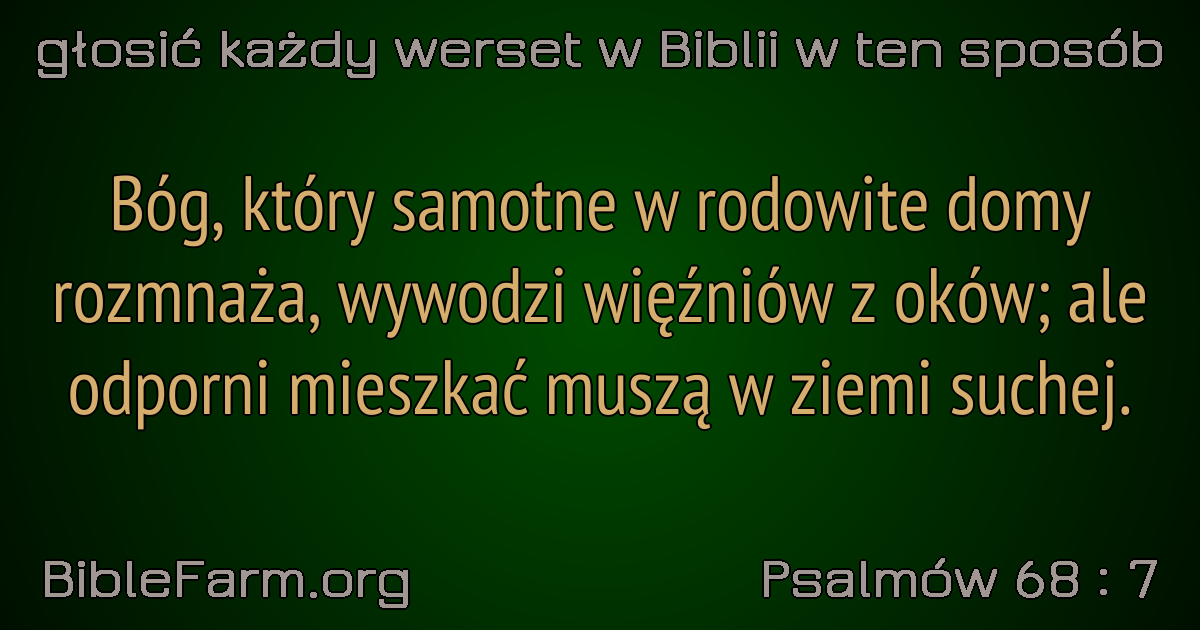 głosić każdy werset w Biblii w ten sposób
Bóg, który samotne w rodowite domy
rozmnaża, wywodzi więźniów z oków; ale
odporni mieszkać muszą w ziemi suchej.
BibleFarm.org
Psalmów 68 : 7